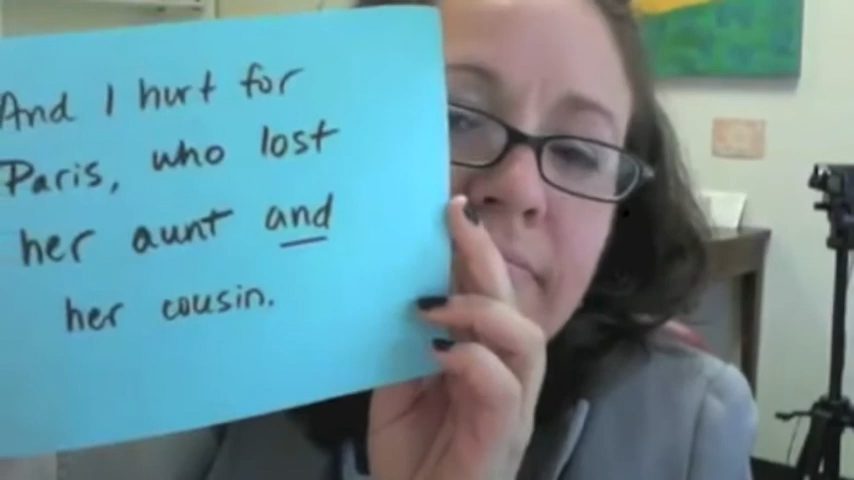 And I hurt for
Paris, who lost
her aunt and
her cousin.